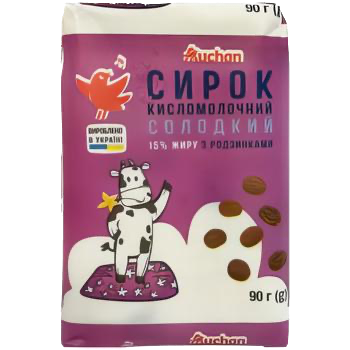 90 г (
Auchan
СИРОК
КИСЛОМОЛОЧНИЙ
СОЛОДКИЙ
15% ЖИРУ З РОДЗИНКАМИ
ВИРОБЛЕНО
В УКРАЇНІ
90 г (g)
Auchan